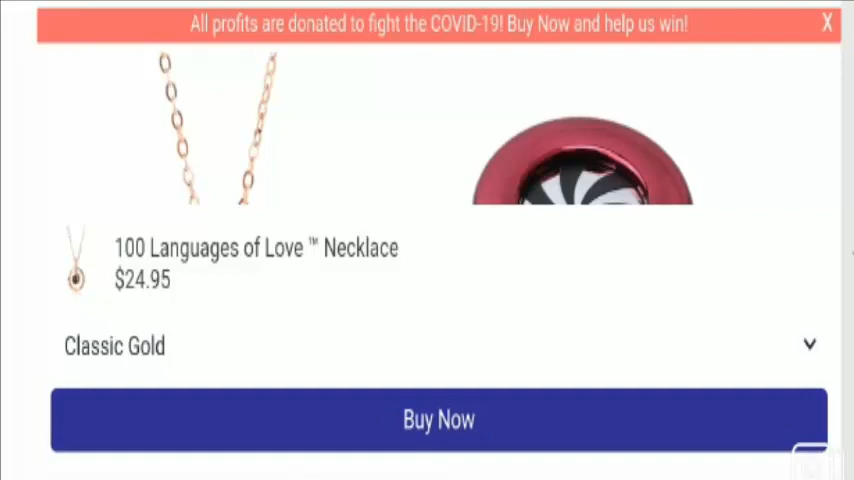 All profits are donated to fight the COVID-19! Buy Now and help us win!
X
100 Languages of Love ™ Necklace
$24.95
Classic Gold
Buy Now